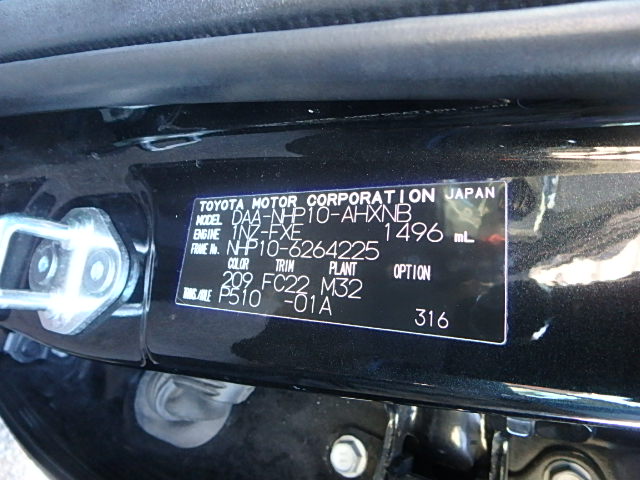 TOYOTA MOTOR CORPORATION JAPAN
MODEL DAA-NHP10-AHXNB
ENGINE 1NZ-FXE 1496 mL
FRAME No. NHP10-6264225
COLOR TRIM PLANT OPTION
209 FC22 M32
TRANS./AXLE P510 -01A
316